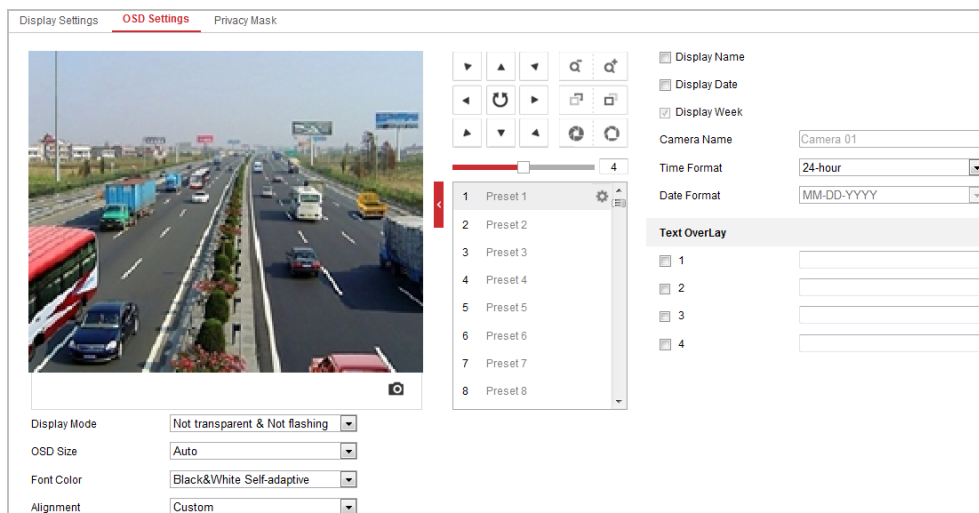 Display Settings OSD Settings Privacy Mask
Display Name
Display Date
Display Week
Camera Name Camera 01
4
Time Format 24-hour
Date Format MM-DD-YYYY
1 Preset 1
2 Preset 2
3 Preset 3
4 Preset 4
5 Preset 5
6 Preset 6
7 Preset 7
8 Preset 8
Text OverLay
1
2
3
4
Display Mode Not transparent & Not flashing
OSD Size Auto
Font Color Black&White Self-adaptive
Alignment Custom